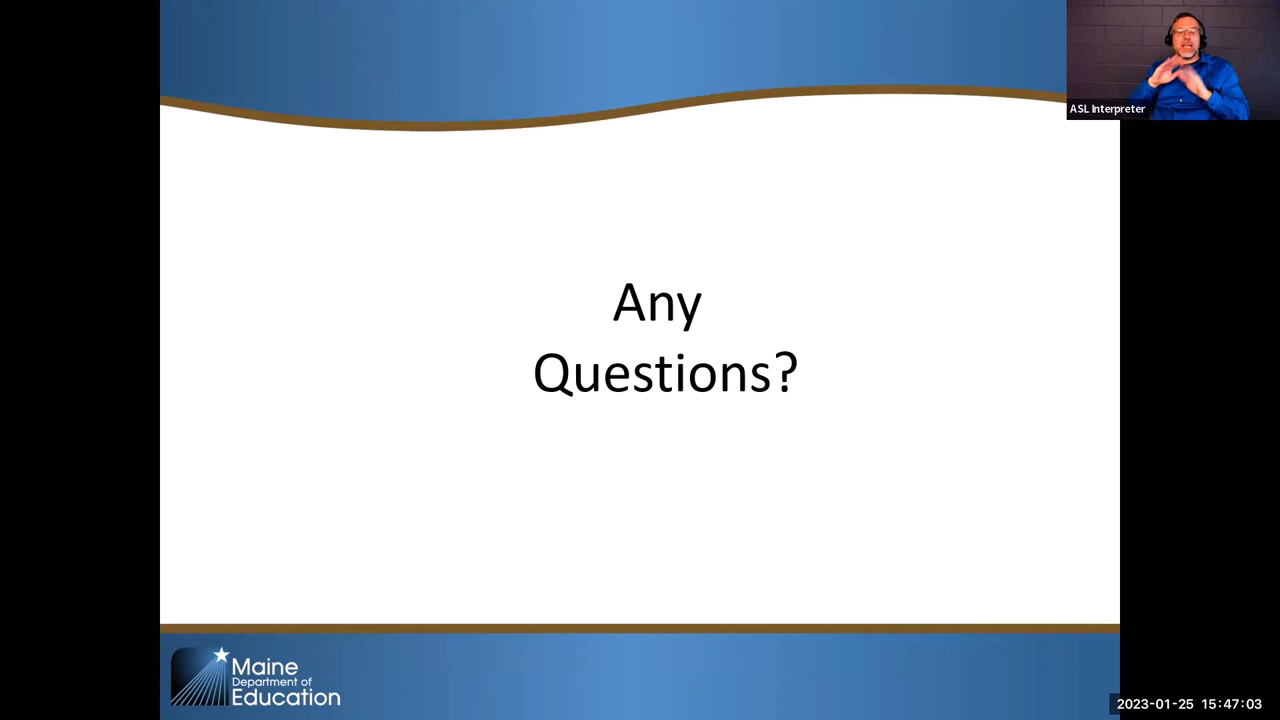 ASL Interpreter
Any
Questions?
Maine
Department of
Education
2023-01-25 15:47:03